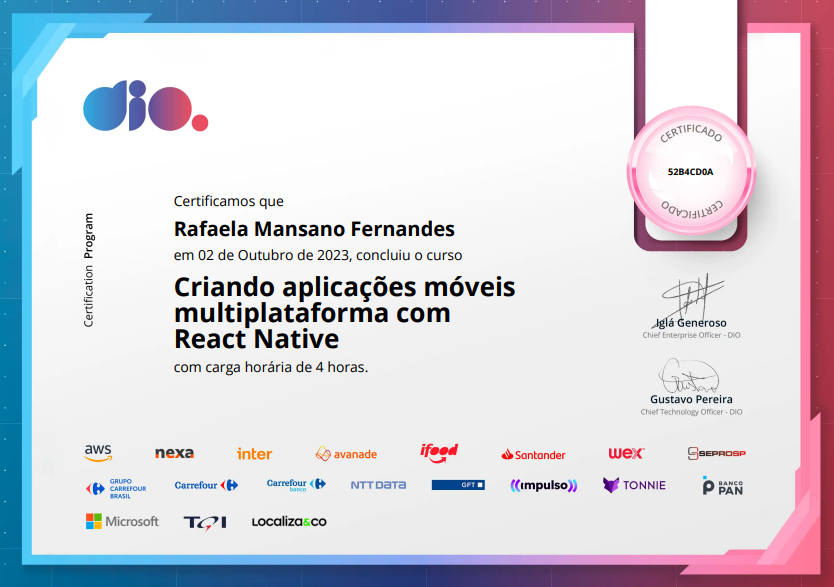 dio.
CERTIFICADO
52B4CD0A
CERTIFICADO
Certification Program
Certificamos que
Rafaela Mansano Fernandes
em 02 de Outubro de 2023, concluiu o curso
Criando aplicações móveis
multiplataforma com
React Native
com carga horária de 4 horas.
Iglá Generoso
Chief Enterprise Officer - DIO
Gustavo Pereira
Chief Technology Officer - DIO
aws nexa inter avanade ifood Santander wex SEPROSP
GRUPO
CARREFOUR
BRASIL
Carrefour Carrefour
banco
NTT DATA GFT impulso TONNIE BANCO
PAN
Microsoft TQI Localiza&co